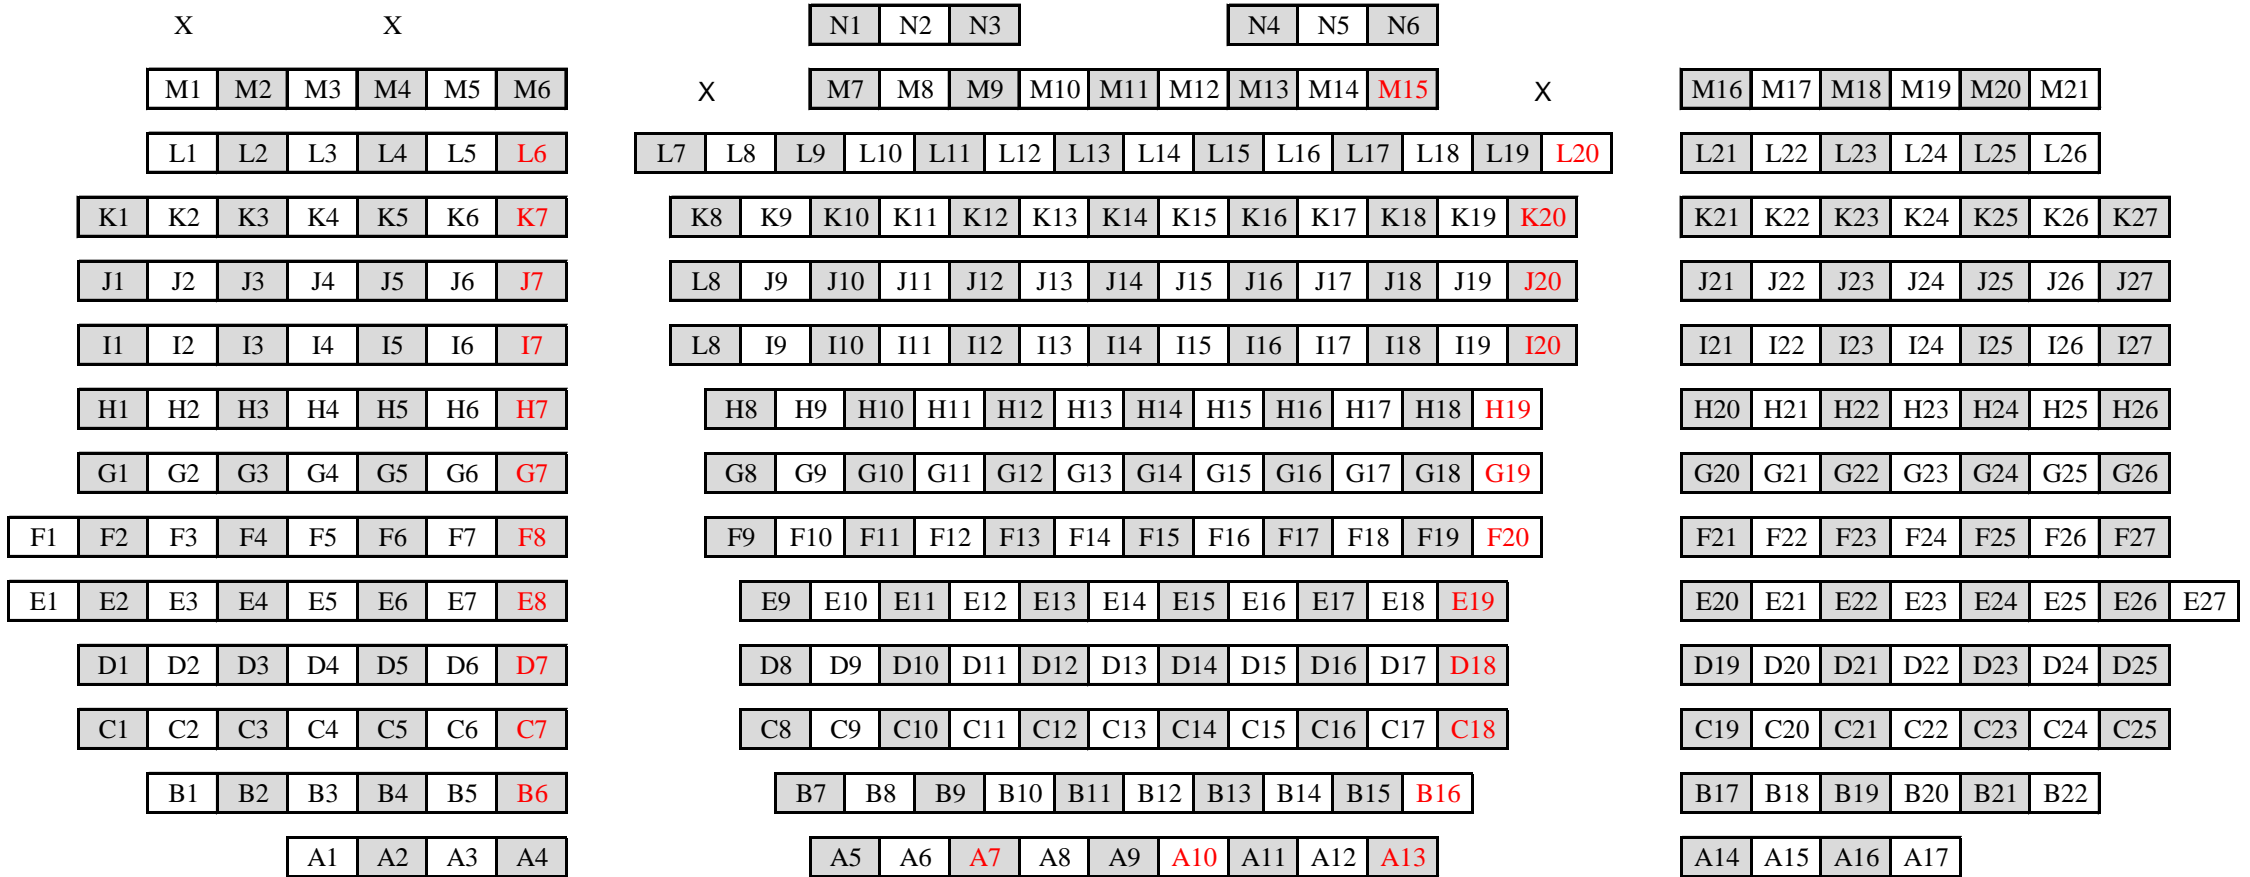 X X N1 N2 N3 N4 N5 N6
M1 M2 M3 M4 M5 M6 X M7 M8 M9 M10 M11 M12 M13 M14 M15 X M16 M17 M18 M19 M20 M21
L1 L2 L3 L4 L5 L6 L7 L8 L9 L10 L11 L12 L13 L14 L15 L16 L17 L18 L19 L20 L21 L22 L23 L24 L25 L26
K1 K2 K3 K4 K5 K6 K7 K8 K9 K10 K11 K12 K13 K14 K15 K16 K17 K18 K19 K20 K21 K22 K23 K24 K25 K26 K27
J1 J2 J3 J4 J5 J6 J7 L8 J9 J10 J11 J12 J13 J14 J15 J16 J17 J18 J19 J20 J21 J22 J23 J24 J25 J26 J27
I1 I2 I3 I4 I5 I6 I7 L8 I9 I10 I11 I12 I13 I14 I15 I16 I17 I18 I19 I20 I21 I22 I23 I24 I25 I26 I27
H1 H2 H3 H4 H5 H6 H7 H8 H9 H10 H11 H12 H13 H14 H15 H16 H17 H18 H19 H20 H21 H22 H23 H24 H25 H26
G1 G2 G3 G4 G5 G6 G7 G8 G9 G10 G11 G12 G13 G14 G15 G16 G17 G18 G19 G20 G21 G22 G23 G24 G25 G26
F1 F2 F3 F4 F5 F6 F7 F8 F9 F10 F11 F12 F13 F14 F15 F16 F17 F18 F19 F20 F21 F22 F23 F24 F25 F26 F27
E1 E2 E3 E4 E5 E6 E7 E8 E9 E10 E11 E12 E13 E14 E15 E16 E17 E18 E19 E20 E21 E22 E23 E24 E25 E26 E27
D1 D2 D3 D4 D5 D6 D7 D8 D9 D10 D11 D12 D13 D14 D15 D16 D17 D18 D19 D20 D21 D22 D23 D24 D25
C1 C2 C3 C4 C5 C6 C7 C8 C9 C10 C11 C12 C13 C14 C15 C16 C17 C18 C19 C20 C21 C22 C23 C24 C25
B1 B2 B3 B4 B5 B6 B7 B8 B9 B10 B11 B12 B13 B14 B15 B16 B17 B18 B19 B20 B21 B22
A1 A2 A3 A4 A5 A6 A7 A8 A9 A10 A11 A12 A13 A14 A15 A16 A17